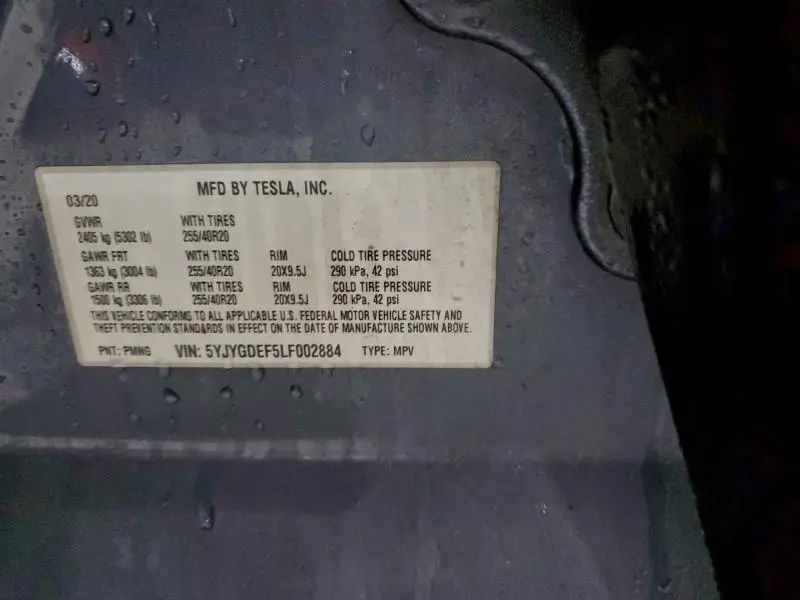 MFD BY TESLA, INC.
03/20
GVWR WITH TIRES
2405 kg (5302 lb) 255/40R20
GAWR FRT WITH TIRES RIM COLD TIRE PRESSURE
1363 kg (3004 lb) 255/40R20 20X9.5J 290 kPa, 42 psi
GAWR RR WITH TIRES RIM COLD TIRE PRESSURE
1500 kg (3306 lb) 255/40R20 20X9.5J 290 kPa, 42 psi
THIS VEHICLE CONFORMS TO ALL APPLICABLE U.S. FEDERAL MOTOR VEHICLE SAFETY AND
THEFT PREVENTION STANDARDS IN EFFECT ON THE DATE OF MANUFACTURE SHOWN ABOVE.
PNT: PMNG VIN: 5YJYGDEF5LF002884 TYPE: MPV